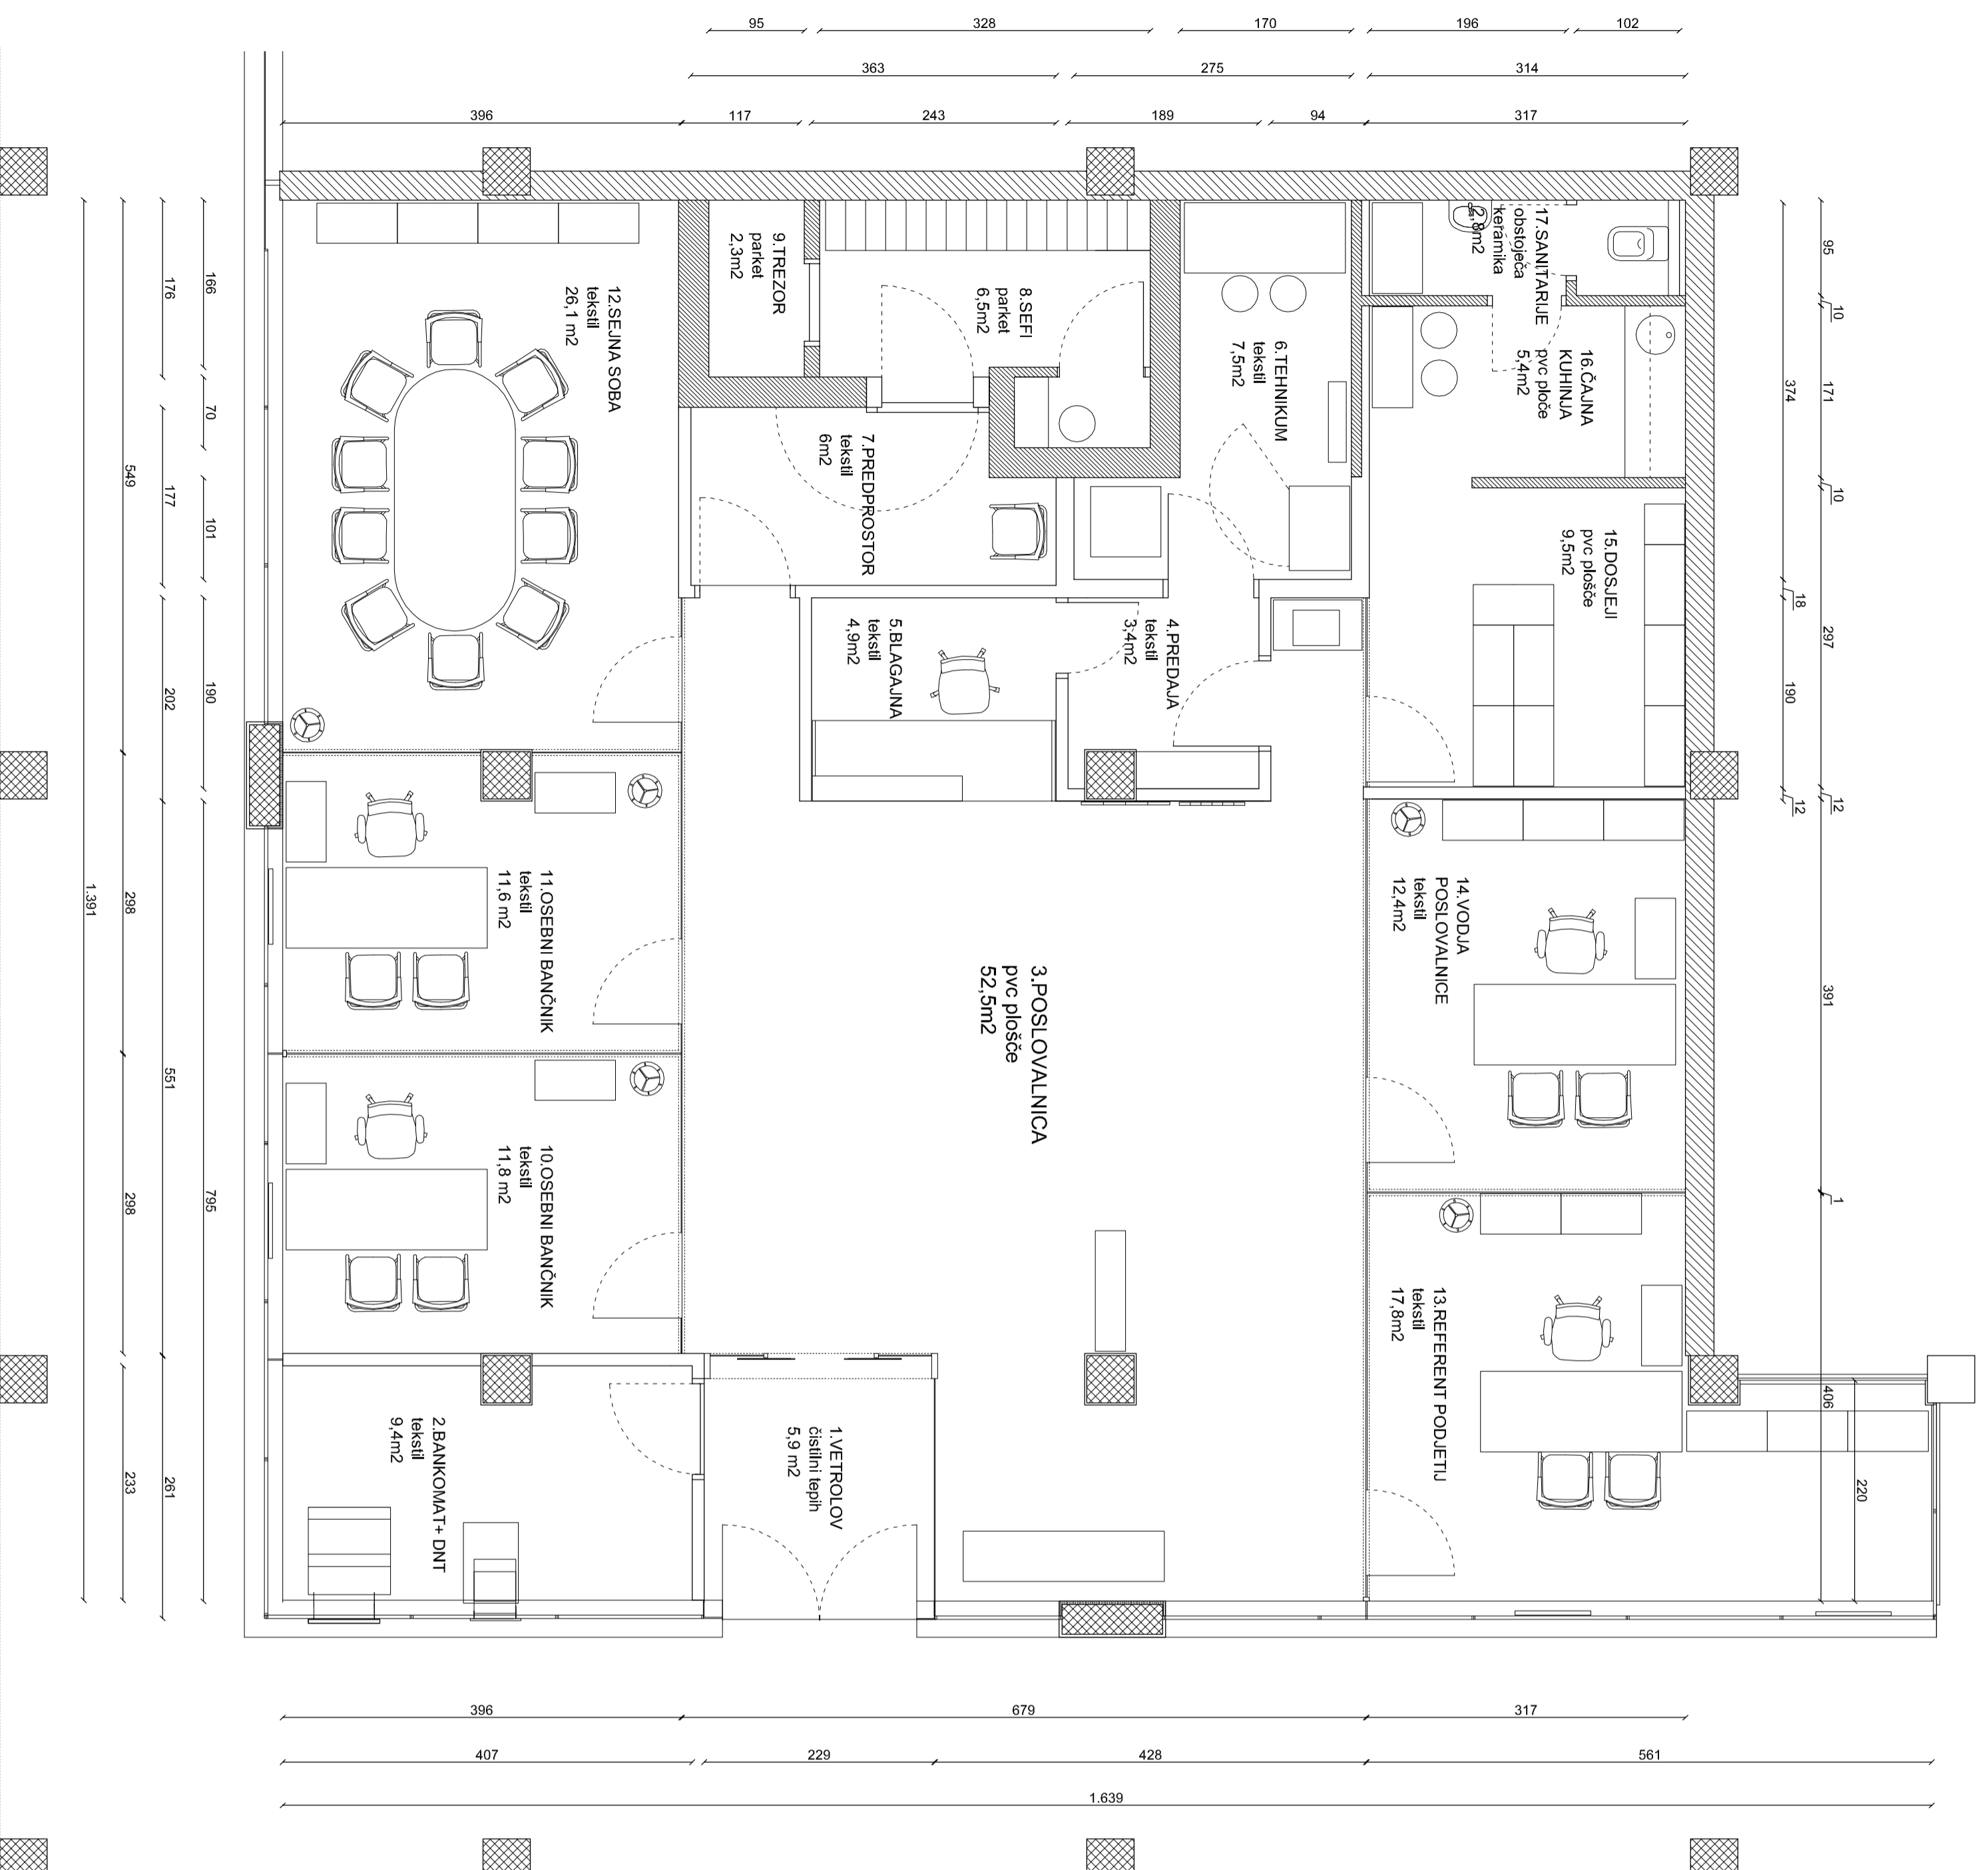 95
328
170
196
102
363
275
314
396
117
243
189
94
317
1.391
549
298
298
233
176
177
202
551
261
166
70
101
190
795
374
18
190
12
95
10
171
10
297
12
391
1
406
220
1.VETROLOV
čistilni tepih
5,9 m2
2.BANKOMAT+ DNT
tekstil
9,4m2
3.POSLOVALNICA
pvc plošče
52,5m2
4.PREDAJA
tekstil
3,4m2
5.BLAGAJNA
tekstil
4,9m2
6.TEHNIKUM
tekstil
7,5m2
7.PREDPROSTOR
tekstil
6m2
8.SEFI
parket
6,5m2
9.TREZOR
parket
2,3m2
10.OSEBNI BANČNIK
tekstil
11,8 m2
11.OSEBNI BANČNIK
tekstil
11,6 m2
12.SEJNA SOBA
tekstil
26,1 m2
13.REFERENT PODJETIJ
tekstil
17,8m2
14.VODJA
POSLOVALNICE
tekstil
12,4m2
15.DOSJEJI
pvc plošče
9,5m2
16.ČAJNA
KUHINJA
pvc ploče
5,4m2
17.SANITARIJE
obstoječa
keramika
2,8m2
396
679
317
407
229
428
561
1.639